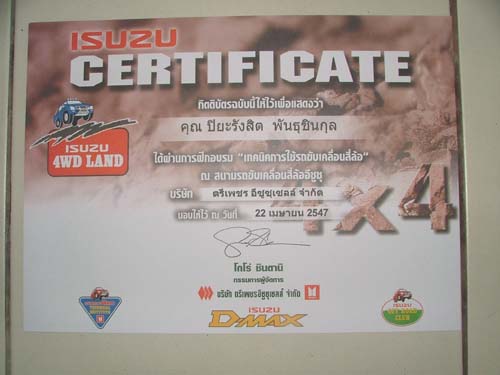 ISUZU
CERTIFICATE
กิตติบัตรฉบับนี้ให้ไว้เพื่อแสดงว่า
คุณ ปิยะรังสิต พันธุชินกุล
ISUZU
4WD LAND
ได้ผ่านการฝึกอบรม "เทคนิคการใช้รถขับเคลื่อนสี่ล้อ"
ณ สนามรถขับเคลื่อนสี่ล้ออีซูซุ
บริษัท ตรีเพชร อีซูซุเซลล์ จำกัด
4x4
มอบให้ไว้ ณ วันที่ 22 เมษายน 2547
โกโร่ ชินตานิ
กรรมการผู้จัดการ
บริษัท ตรีเพชรอีซูซุเซลส์ จำกัด
ISUZU
D-MAX
ISUZU
OFF ROAD
CLUB